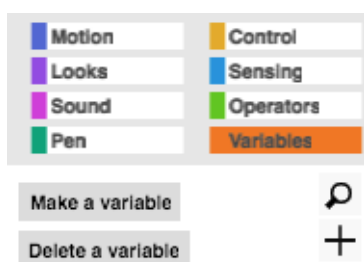 Motion Control
Looks Sensing
Sound Operators
Pen Variables
Make a variable
Delete a variable